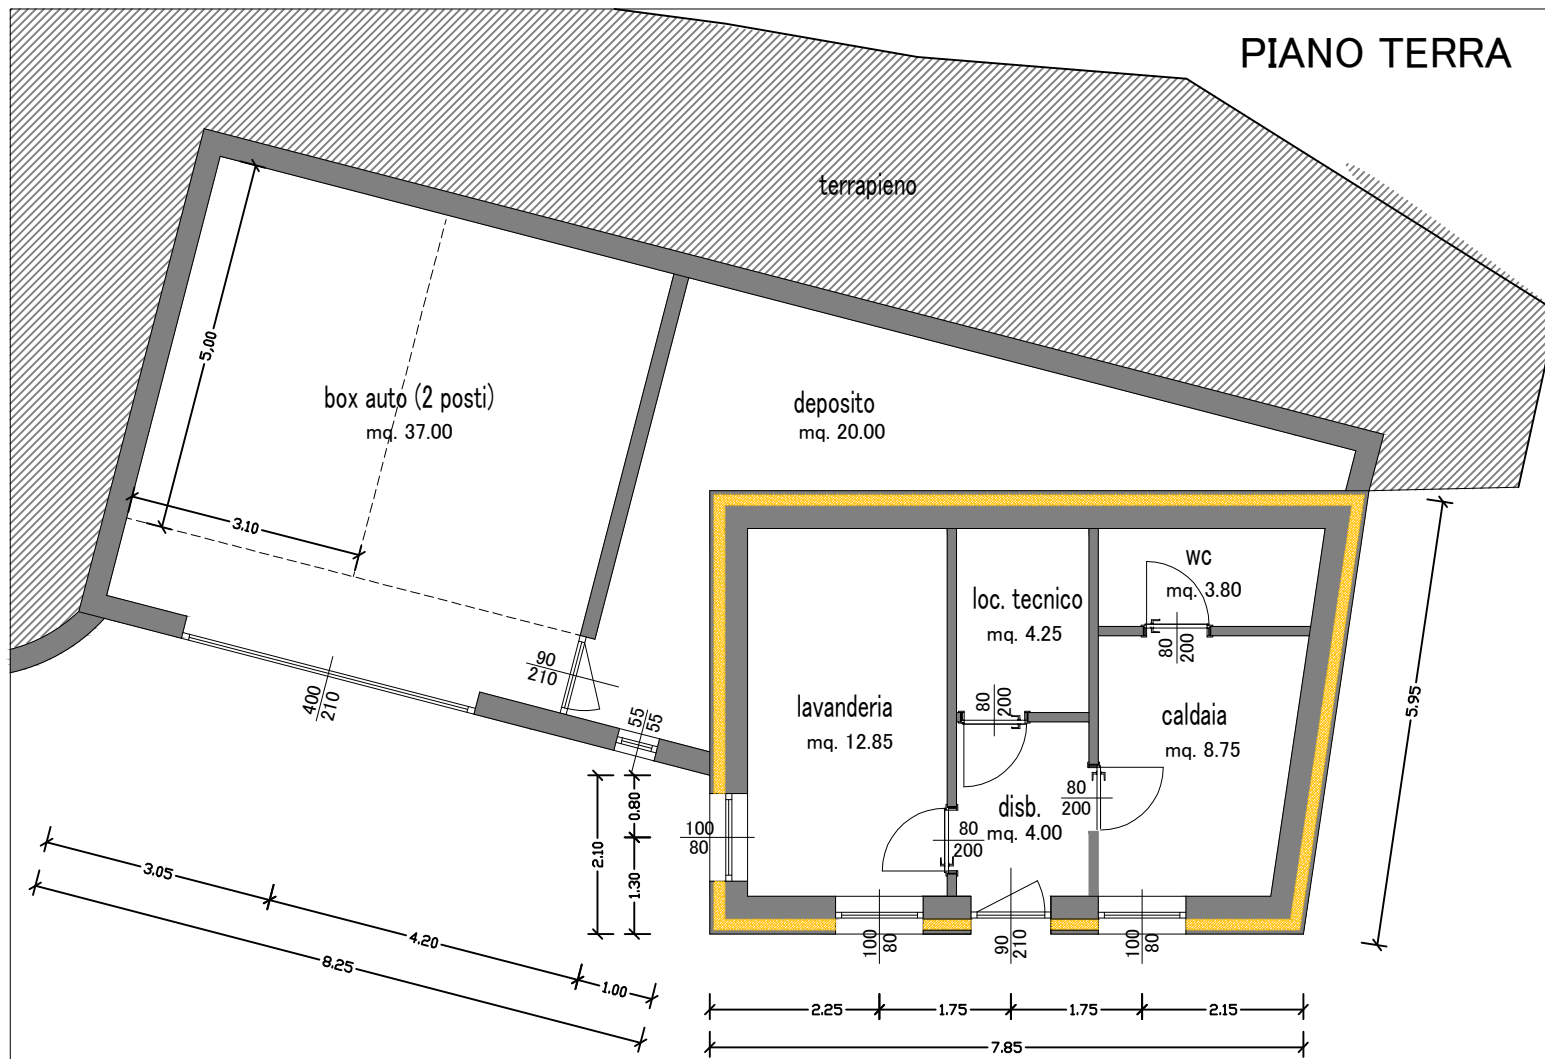 PIANO TERRA
terrapieno
5,00
box auto (2 posti)
mq. 37.00
deposito
mq. 20.00
3.10
wc
mq. 3.80
loc. tecnico
mq. 4.25
80
200
90
210
400
210
55
55
80
200
lavanderia
mq. 12.85
caldaia
mq. 8.75
5.95
80
200
disb.
mq. 4.00
80
200
100
80
0.80
2.10
1.30
3.05
4.20
8.25
1.00
100
80
90
210
100
80
2.25
1.75
1.75
2.15
7.85